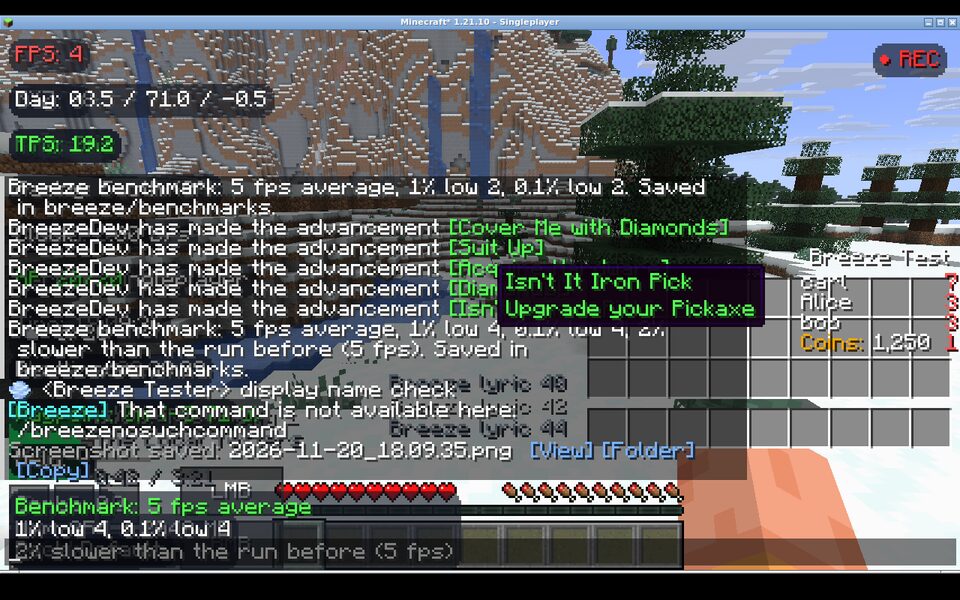 Minecraft* 1.21.10 - Singleplayer
FPS: 4
REC
Day: 03.5 / 71.0 / -0.5
TPS: 19.2
Breeze benchmark: 5 fps average, 1% low 2, 0.1% low 2. Saved
in breeze/benchmarks.
BreezeDev has made the advancement [Cover Me with Diamonds]
BreezeDev has made the advancement [Suit Up]
BreezeDev has made the advancement
BreezeDev has made the advancement
BreezeDev has made the advancement
Isn't It Iron Pick
Upgrade your Pickaxe
Breeze benchmark: 5 fps average, 1% low 4, 0.1% low 4, 2%
slower than the run before (5 fps). Saved in
breeze/benchmarks.
Breeze Test
carl 7
Alice 3
bob 3
Coins: 1,250 1
<Breeze Tester> display name check
Breeze lyric 40
[Breeze] That command is not available here:
/breezenosuchcommand
lyric 42
Breeze lyric 44
Screenshot saved: 2026-11-20_18.09.35.png [View] [Folder]
[Copy]
LMB
Benchmark: 5 fps average
1% low 4, 0.1% low 4
2% slower than the run before (5 fps)